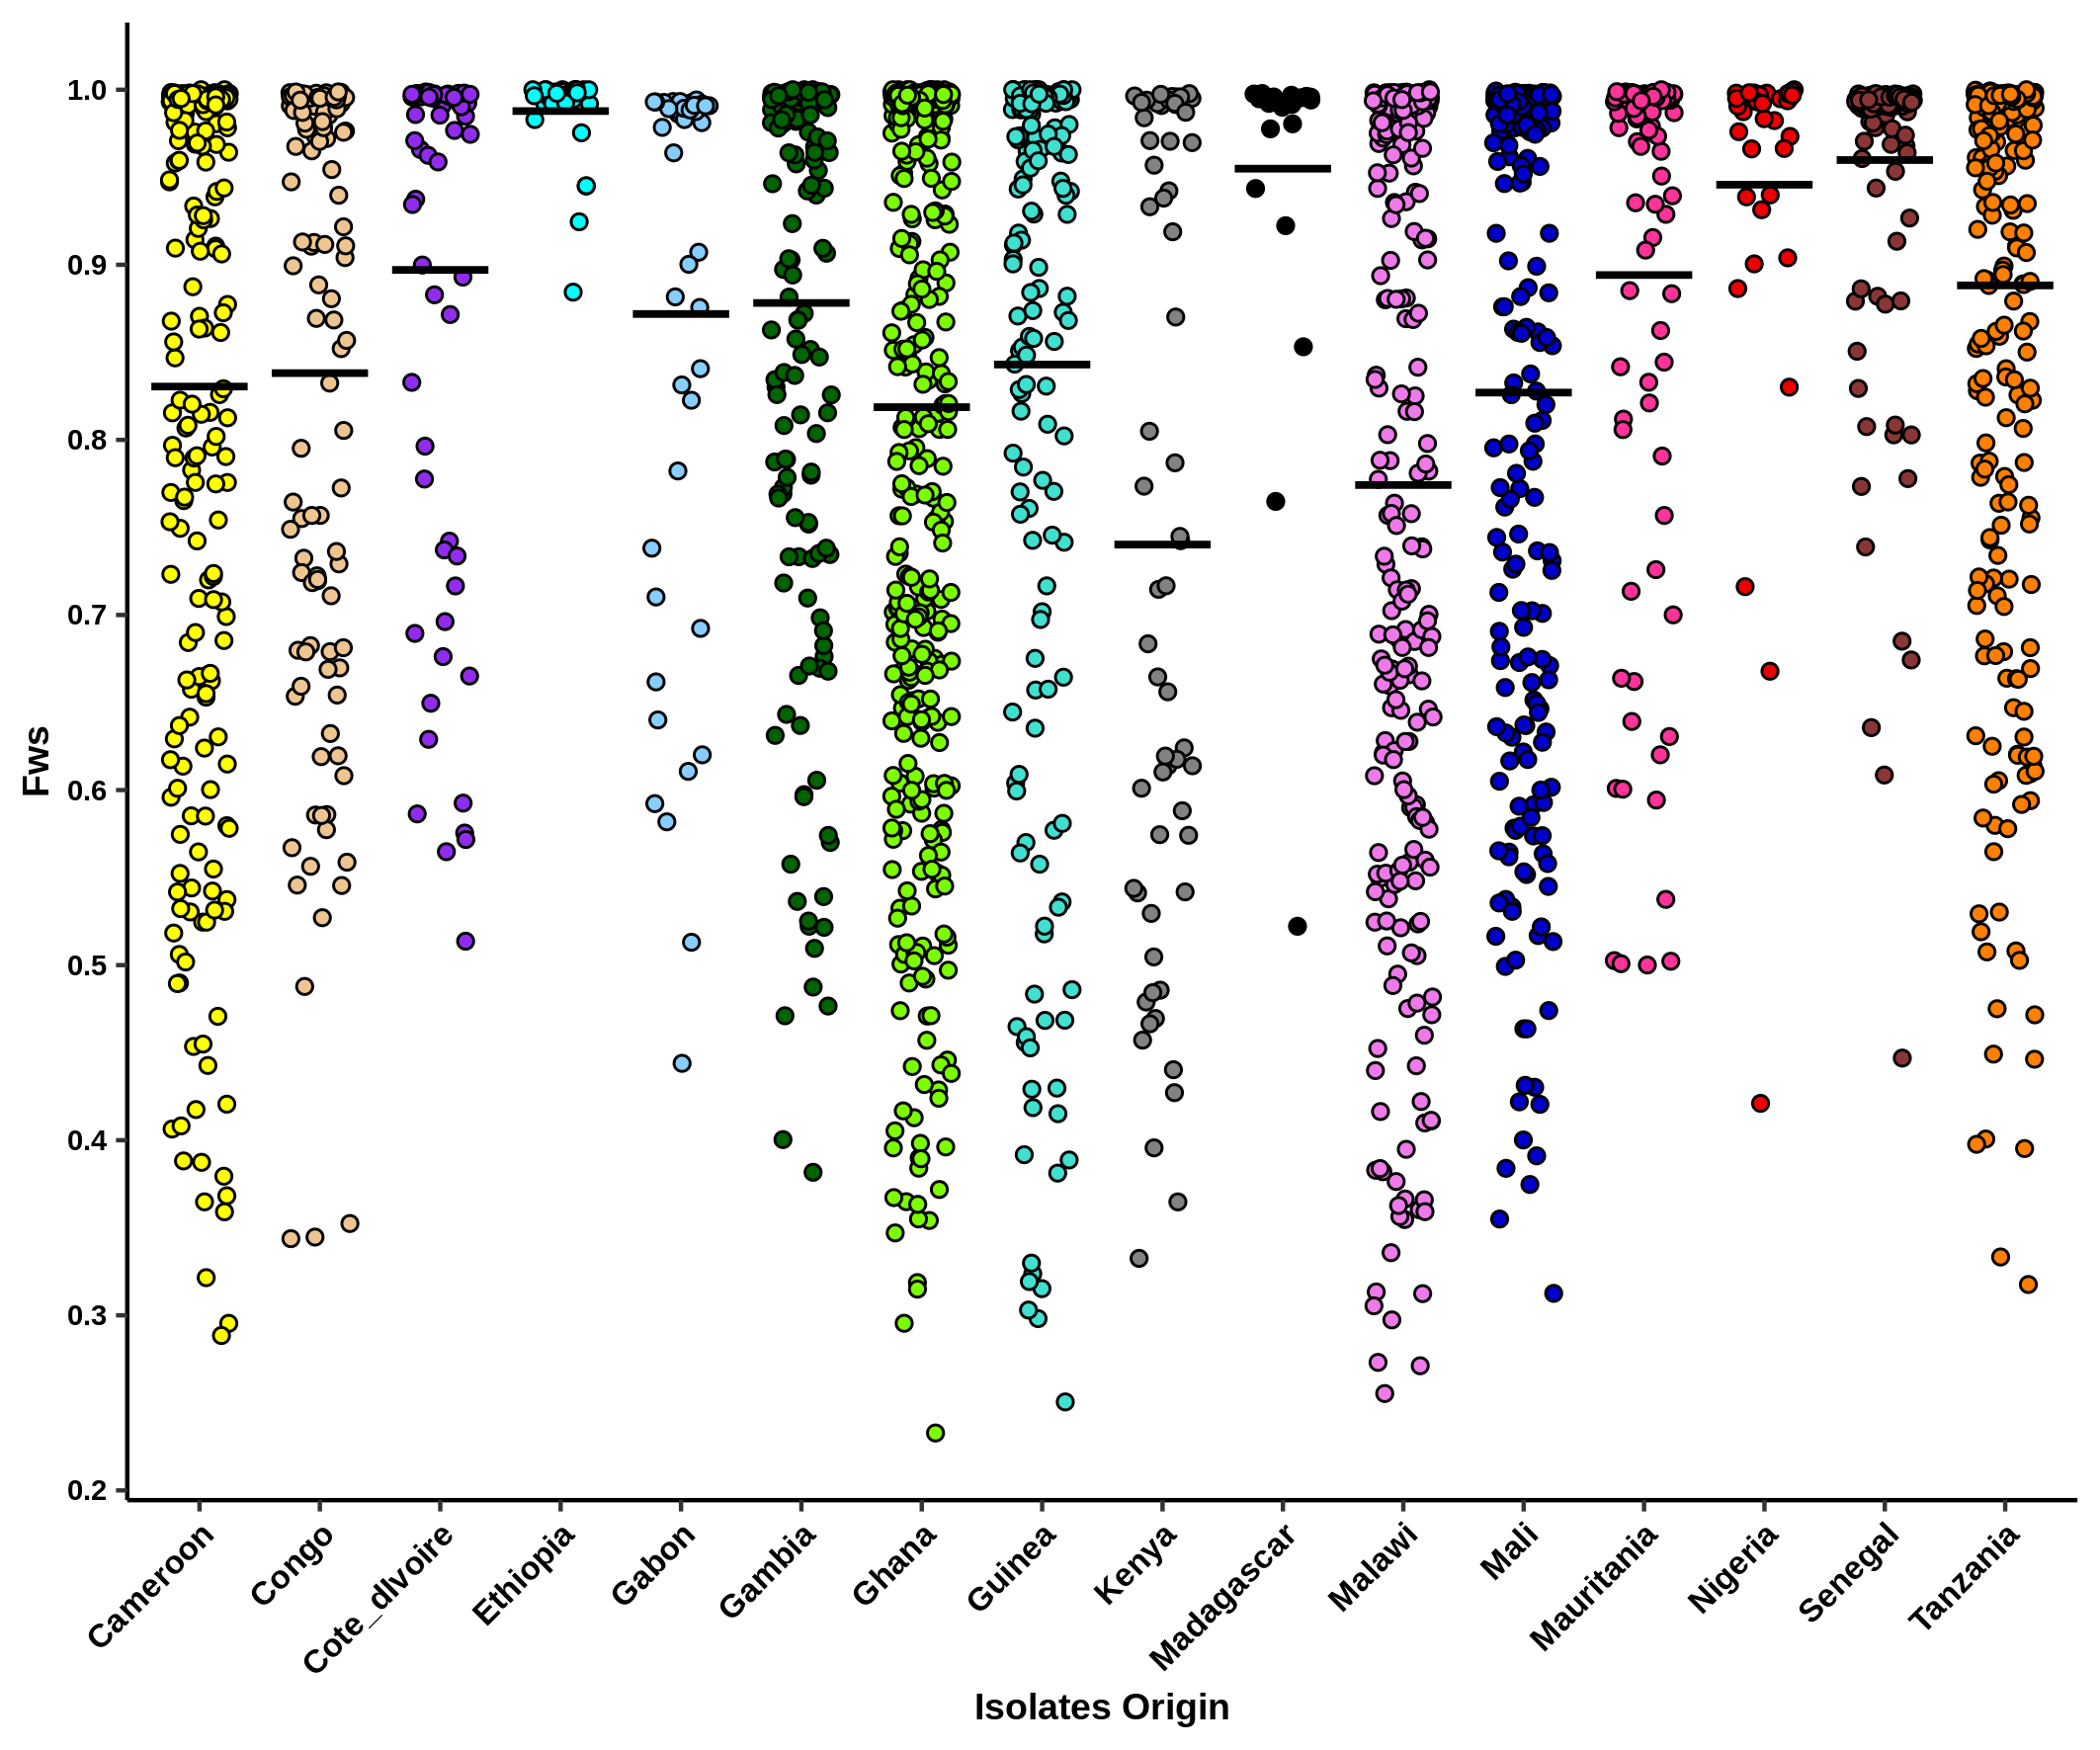 1.0
0.9
0.8
0.7
0.6
0.5
0.4
0.3
0.2
Fws
Cameroon
Congo
Cote_dIvoire
Ethiopia
Gabon
Gambia
Ghana
Guinea
Kenya
Madagascar
Malawi
Mali
Mauritania
Nigeria
Senegal
Tanzania
Isolates Origin